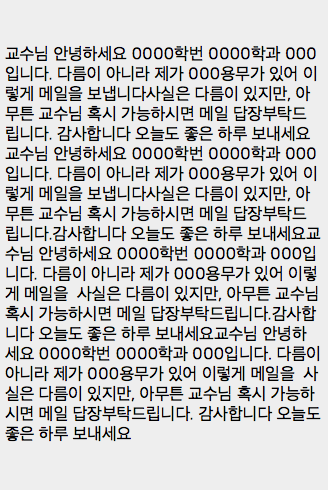 교수님 안녕하세요 0000학번 0000학과 000
입니다. 다름이 아니라 제가 000용무가 있어 이
렇게 메일을 보냅니다사실은 다름이 있지만, 아
무튼 교수님 혹시 가능하시면 메일 답장부탁드
립니다. 감사합니다 오늘도 좋은 하루 보내세요
교수님 안녕하세요 0000학번 0000학과 000
입니다. 다름이 아니라 제가 000용무가 있어 이
렇게 메일을 보냅니다사실은 다름이 있지만, 아
무튼 교수님 혹시 가능하시면 메일 답장부탁드
립니다.감사합니다 오늘도 좋은 하루 보내세요교
수님 안녕하세요 0000학번 0000학과 000입
니다. 다름이 아니라 제가 000용무가 있어 이렇
게 메일을  사실은 다름이 있지만, 아무튼 교수님
혹시 가능하시면 메일 답장부탁드립니다.감사합
니다 오늘도 좋은 하루 보내세요교수님 안녕하
세요 0000학번 0000학과 000입니다. 다름이
아니라 제가 000용무가 있어 이렇게 메일을  사
실은 다름이 있지만, 아무튼 교수님 혹시 가능하
시면 메일 답장부탁드립니다. 감사합니다 오늘도
좋은 하루 보내세요